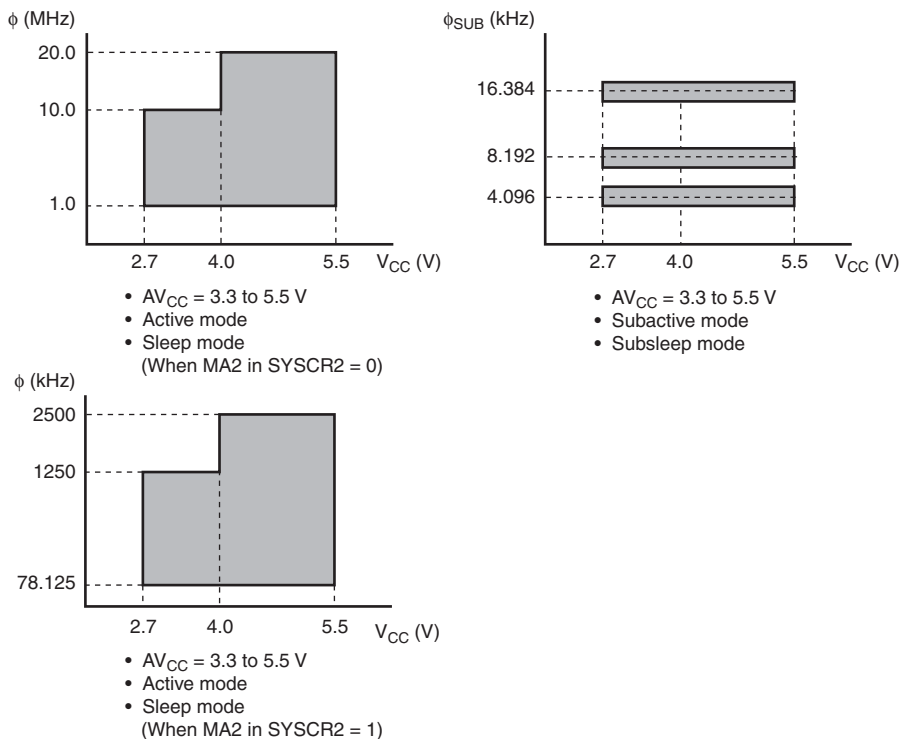 ϕ (MHz)
20.0
10.0
1.0
2.7 4.0 5.5 VCC (V)
• AVCC = 3.3 to 5.5 V
• Active mode
• Sleep mode
(When MA2 in SYSCR2 = 0)
ϕSUB (kHz)
16.384
8.192
4.096
2.7 4.0 5.5 VCC (V)
• AVCC = 3.3 to 5.5 V
• Subactive mode
• Subsleep mode
ϕ (kHz)
2500
1250
78.125
2.7 4.0 5.5 VCC (V)
• AVCC = 3.3 to 5.5 V
• Active mode
• Sleep mode
(When MA2 in SYSCR2 = 1)